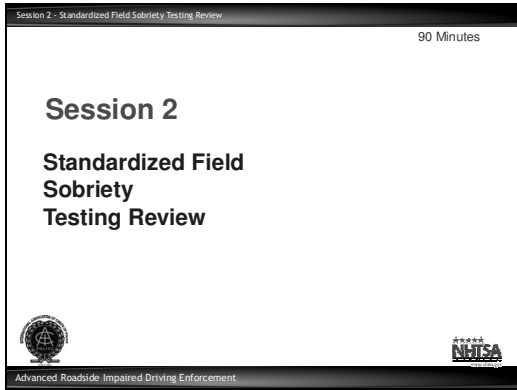 Session 2 - Standardized Field Sobriety Testing Review
90 Minutes
Session 2
Standardized Field
Sobriety
Testing Review
NHTSA
Advanced Roadside Impaired Driving Enforcement